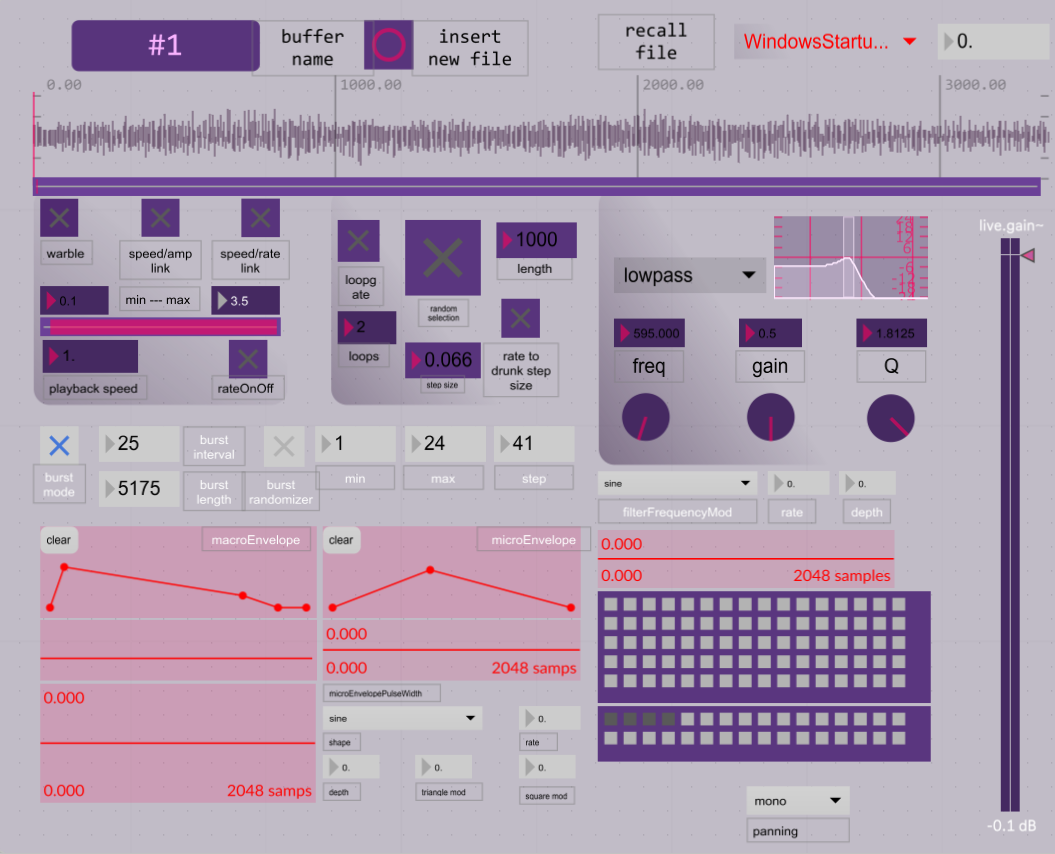 #1
buffer
name
insert
new file
recall
file
WindowsStartu...
0.
0.00
1000.00
2000.00
3000.00
warble
speed/amp
link
speed/rate
link
0.1
min --- max
3.5
1.
playback speed
rateOnOff
loopg
ate
2
loops
random
selection
0.066
step size
1000
length
rate to
drunk step
size
lowpass
18
12
6
-6
595.000
freq
0.5
gain
1.8125
Q
live.gain~
-0.1 dB
burst
mode
25
burst
interval
5175
burst
length
burst
randomizer
1
min
24
max
41
step
sine
0.
0.
filterFrequencyMod
rate
depth
clear
macroEnvelope
0.000
0.000
2048 samps
clear
microEnvelope
0.000
0.000
2048 samps
microEnvelopePulseWidth
sine
shape
0.
rate
0.
depth
0.
triangle mod
0.
square mod
0.000
0.000
2048 samples
mono
panning